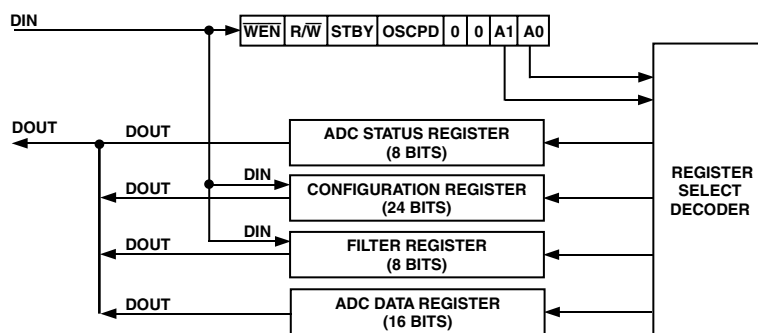 DIN
WEN R/W STBY OSCPD 0 0 A1 A0
DOUT
DOUT
ADC STATUS REGISTER
(8 BITS)
DIN
DOUT
CONFIGURATION REGISTER
(24 BITS)
DIN
DOUT
FILTER REGISTER
(8 BITS)
DOUT
ADC DATA REGISTER
(16 BITS)
REGISTER
SELECT
DECODER